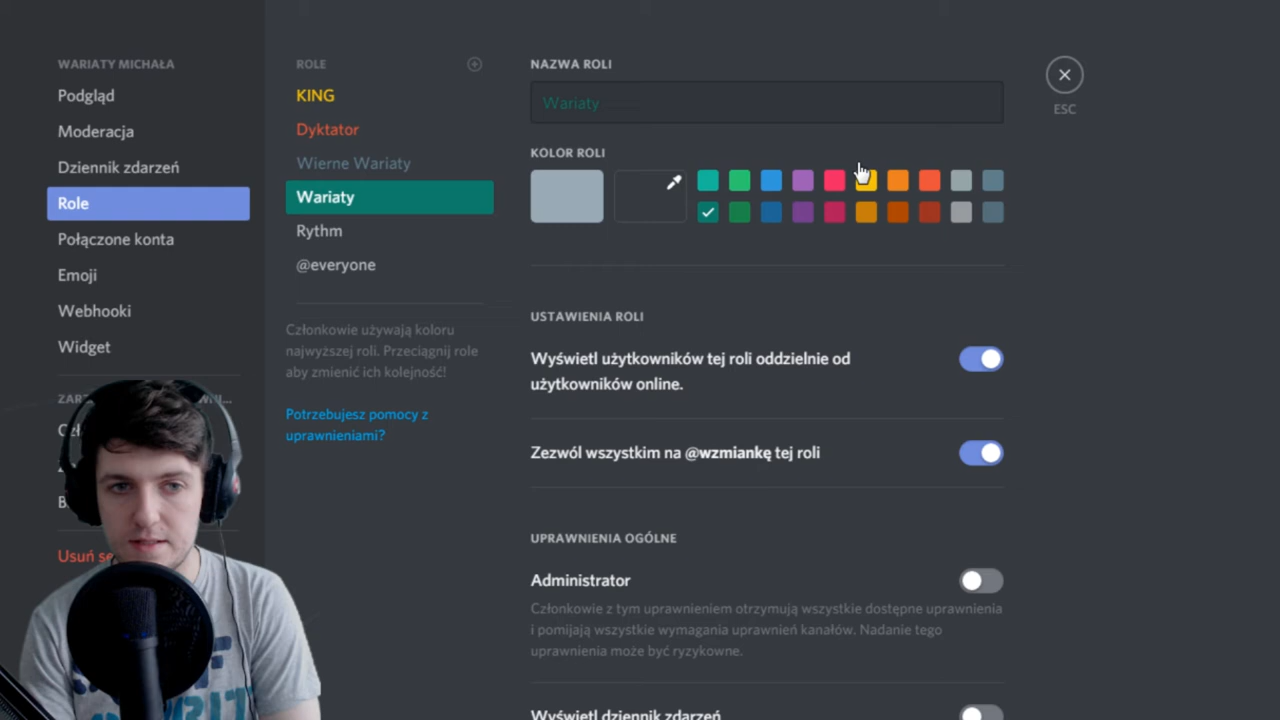 WARIATY MICHAŁA
Podgląd
Moderacja
Dziennik zdarzeń
Role
Połączone konta
Emoji
Webhooki
Widget
Usuń se
ROLE
KING
Dyktator
Wierne Wariaty
Wariaty
Rythm
@everyone
Członkowie używają koloru
najwyższej roli. Przeciągnij role
aby zmienić ich kolejność!
Potrzebujesz pomocy z
uprawnieniami?
NAZWA ROLI
Wariaty
KOLOR ROLI
USTAWIENIA ROLI
Wyświetl użytkowników tej roli oddzielnie od
użytkowników online.
Zezwól wszystkim na @wzmiankę tej roli
UPRAWNIENIA OGÓLNE
Administrator
Członkowie z tym uprawnieniem otrzymują wszystkie dostępne uprawnienia
i pomijają wszystkie wymagania uprawnień kanałów. Nadanie tego
uprawnienia może być ryzykowne.
Wyświetl dziennik zdarzeń
ESC